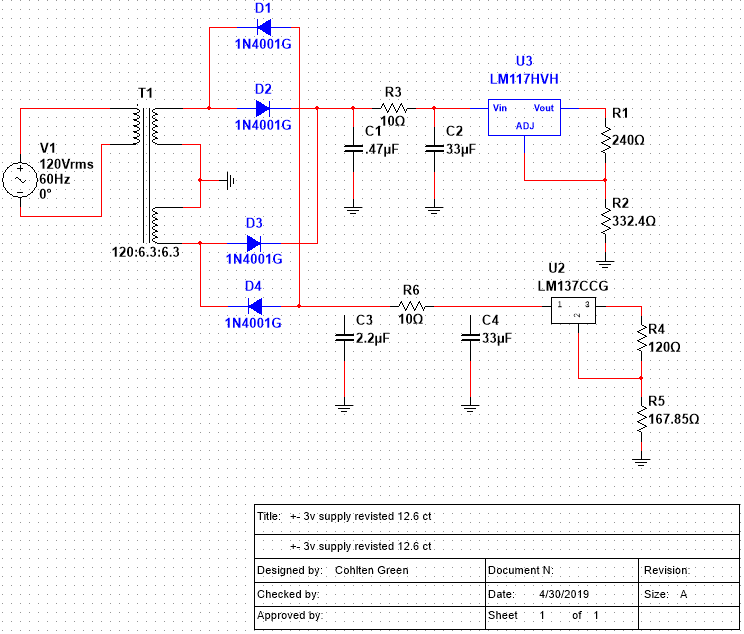 D1
1N4001G
U3
LM117HVH
T1
D2
1N4001G
R3
10Ω
Vin
Vout
ADJ
R1
240Ω
V1
120Vrms
60Hz
0°
C1
.47µF
C2
33µF
R2
332.4Ω
D3
1N4001G
120:6.3:6.3
D4
1N4001G
U2
LM137CCG
R6
10Ω
1
3
2
C3
2.2µF
C4
33µF
R4
120Ω
R5
167.85Ω
Title: +- 3v supply revisted 12.6 ct
+- 3v supply revisted 12.6 ct
Designed by: Cohlten Green
Document N:
Revision:
Checked by:
Date: 4/30/2019
Size: A
Approved by:
Sheet 1 of 1